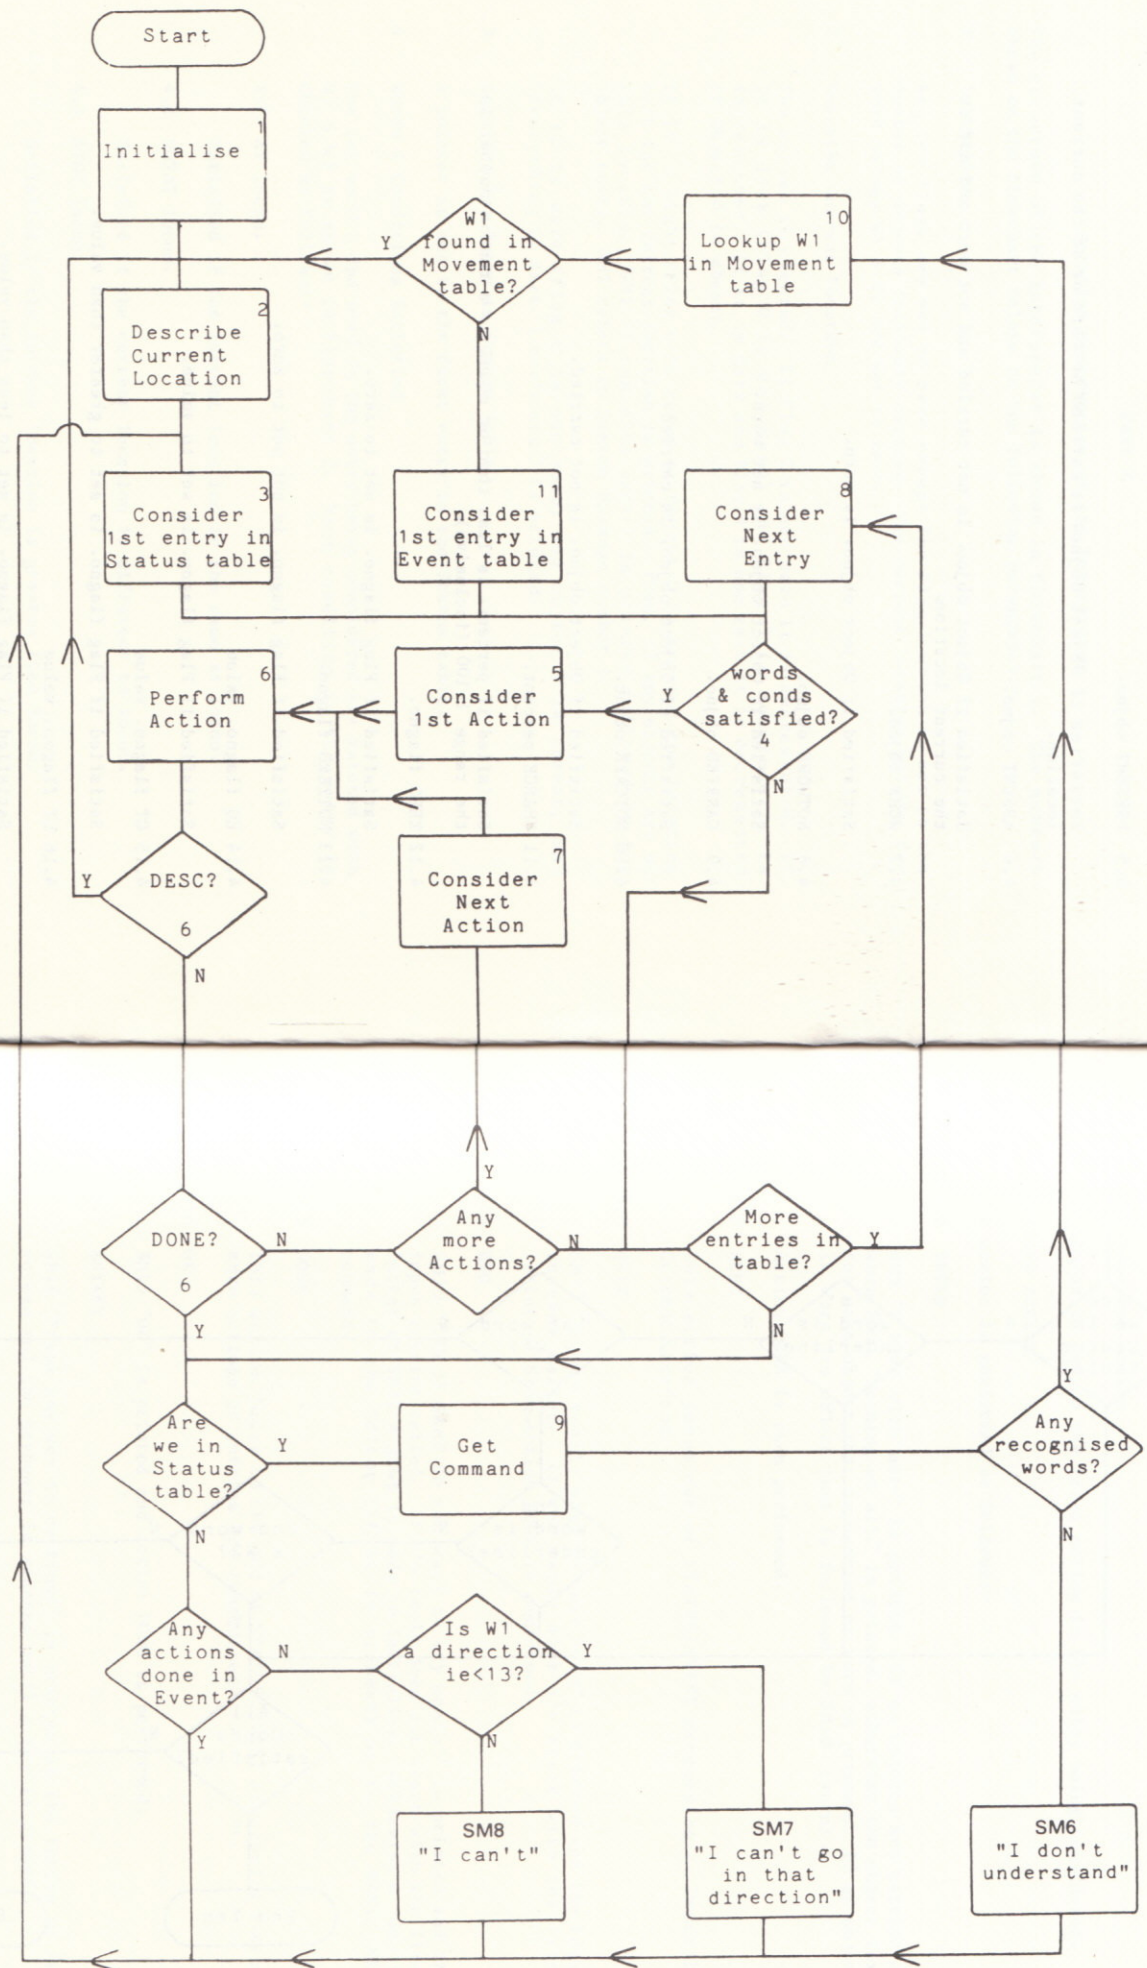 Start
1
Initialise
W1
found in
Movement
table?
Y
N
10
Lookup W1
in Movement
table
2
Describe
Current
Location
3
Consider
1st entry in
Status table
11
Consider
1st entry in
Event table
8
Consider
Next
Entry
6
Perform
Action
5
Consider
1st Action
Y
words
& conds
satisfied?
4
N
7
Consider
Next
Action
Y
DESC?
6
N
DONE?
6
N
Y
Y
Any
more
Actions?
N
More
entries in
table?
Y
N
Are
we in
Status
table?
Y
N
9
Get
Command
Y
Any
recognised
words?
N
Any
actions
done in
Event?
N
Y
Is W1
a direction
ie<13?
Y
N
SM8
"I can't"
SM7
"I can't go
in that
direction"
SM6
"I don't
understand"